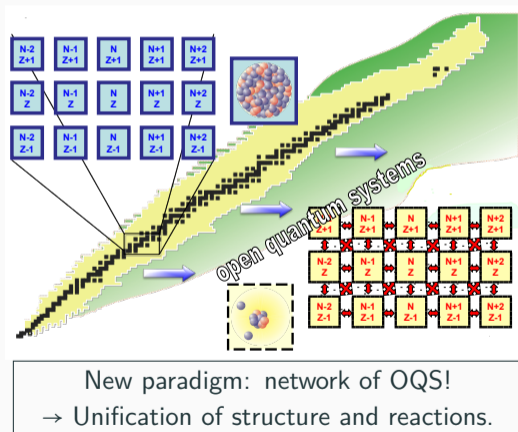 N-2 N-1 N N+1 N+2
Z+1 Z+1 Z+1 Z+1 Z+1
N-2 N-1 N N+1 N+2
Z Z Z Z Z
N-2 N-1 N N+1 N+2
Z-1 Z-1 Z-1 Z-1 Z-1
open quantum systems
N-2 N-1 N N+1 N+2
Z+1 Z+1 Z+1 Z+1 Z+1
N-2 N-1 N N+1 N+2
Z Z Z Z Z
N-2 N-1 N N+1 N+2
Z-1 Z-1 Z-1 Z-1 Z-1
New paradigm: network of OQS!
→ Unification of structure and reactions.